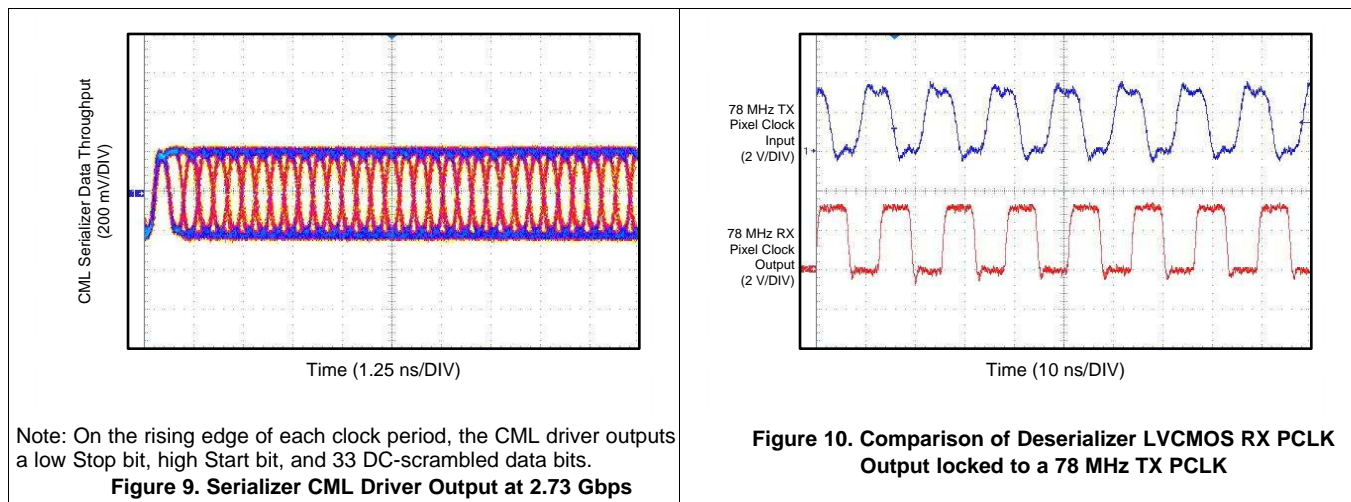 CML Serializer Data Throughput
(200 mV/DIV)
Time (1.25 ns/DIV)
Note: On the rising edge of each clock period, the CML driver outputs
a low Stop bit, high Start bit, and 33 DC-scrambled data bits.
Figure 9. Serializer CML Driver Output at 2.73 Gbps
78 MHz TX
Pixel Clock
Input
(2 V/DIV)
78 MHz RX
Pixel Clock
Output
(2 V/DIV)
Time (10 ns/DIV)
Figure 10. Comparison of Deserializer LVCMOS RX PCLK
Output locked to a 78 MHz TX PCLK